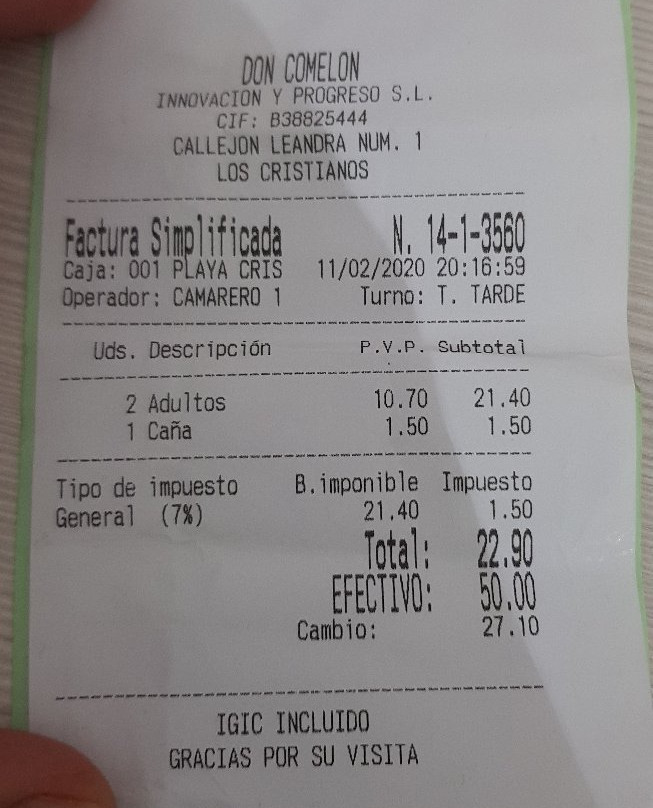 DON COMELON
INNOVACION Y PROGRESO S.L.
CIF: B38825444
CALLEJON LEANDRA NUM. 1
LOS CRISTIANOS
Factura Simplificada N. 14-1-3560
Caja: 001 PLAYA CRIS 11/02/2020 20:16:59
Operador: CAMARERO 1 Turno: T. TARDE
Uds. Descripción P.V.P. Subtotal
2 Adultos 10.70 21.40
1 Caña 1.50 1.50
Tipo de impuesto B.imponible Impuesto
General (7%) 21.40 1.50
Total: 22.90
EFECTIVO: 50.00
Cambio: 27.10
IGIC INCLUIDO
GRACIAS POR SU VISITA